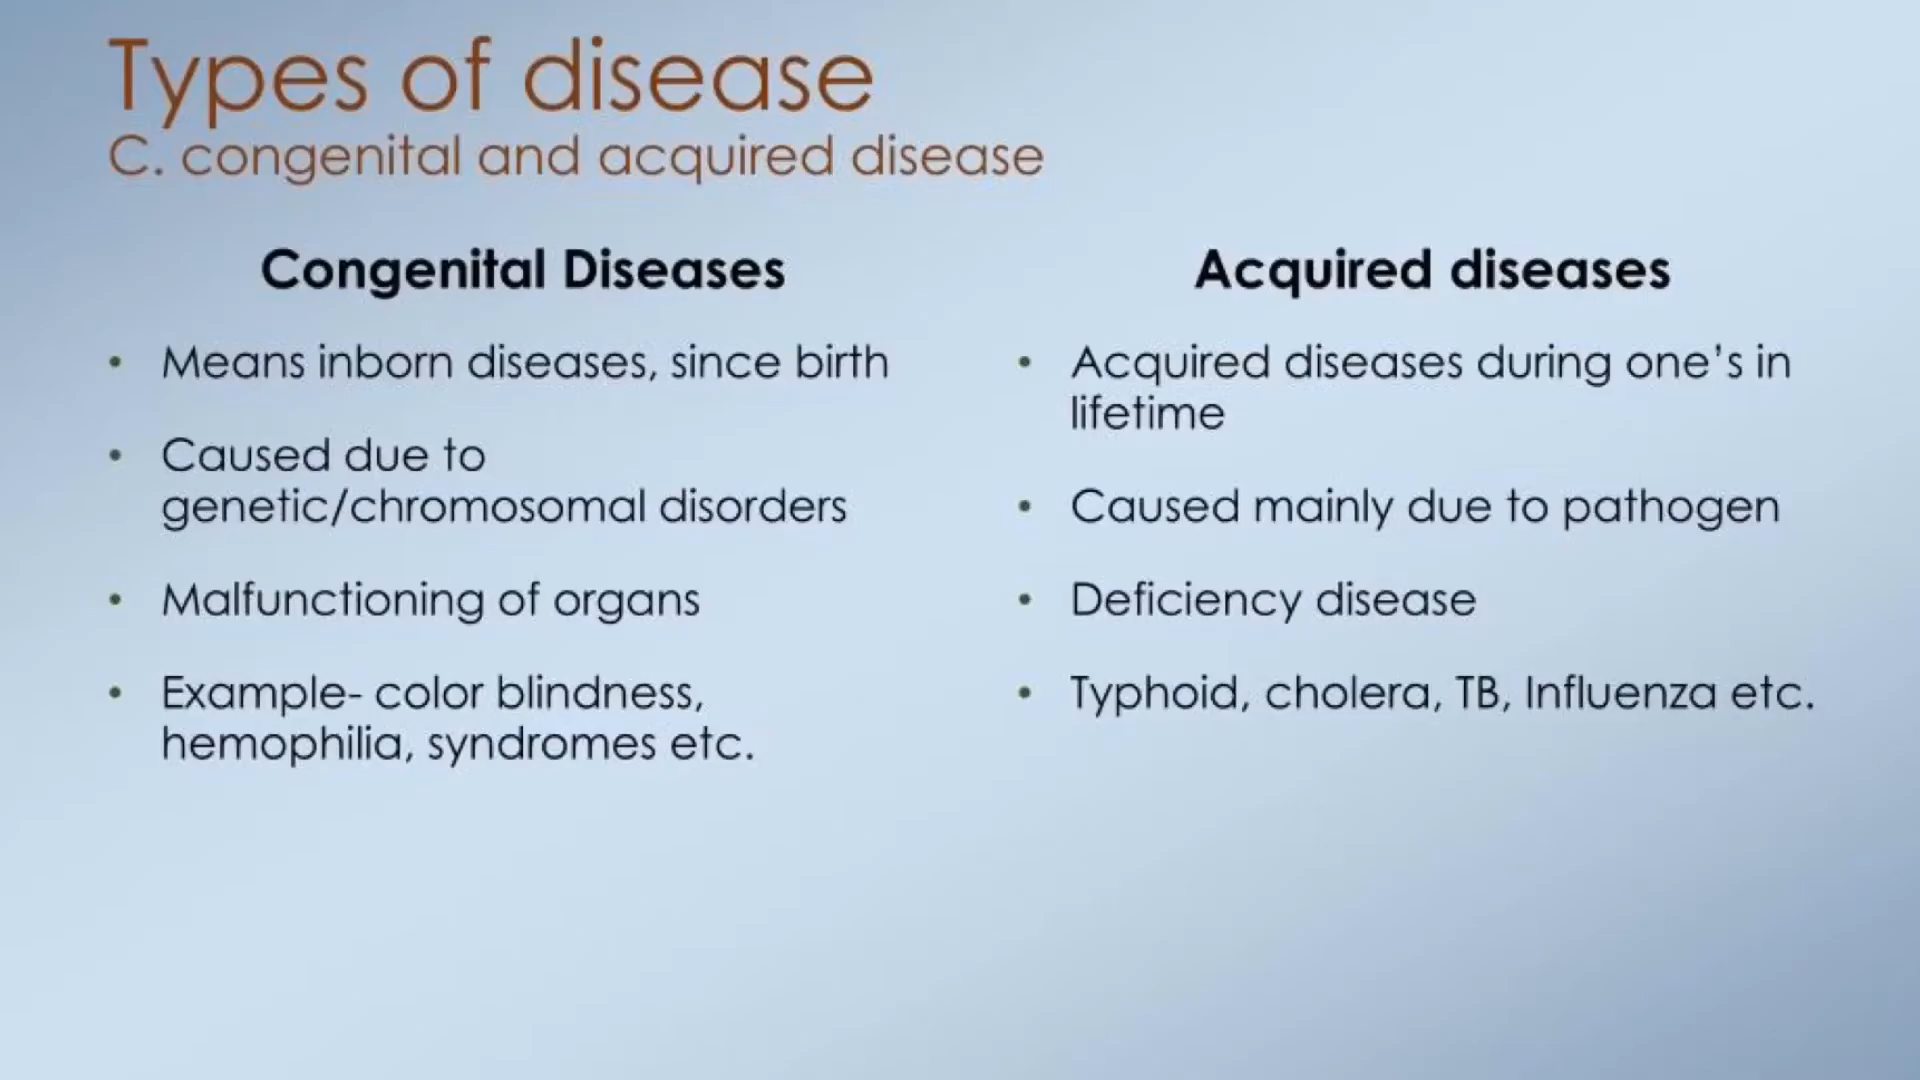 Types of disease
C. congenital and acquired disease
Congenital Diseases
• Means inborn diseases, since birth
• Caused due to
genetic/chromosomal disorders
• Malfunctioning of organs
• Example- color blindness,
hemophilia, syndromes etc.
Acquired diseases
• Acquired diseases during one's in
lifetime
• Caused mainly due to pathogen
• Deficiency disease
• Typhoid, cholera, TB, Influenza etc.